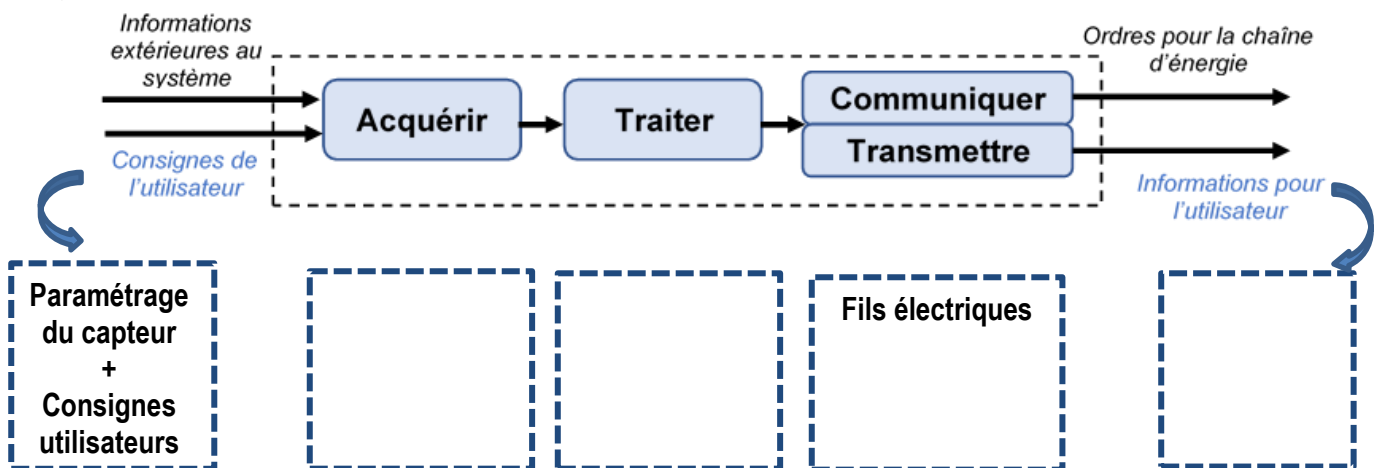 Informations
extérieures au
système
Ordres pour la chaîne
d'énergie
Acquérir
Traiter
Communiquer
Transmettre
Consignes de
l'utilisateur
Informations pour
l'utilisateur
Paramétrage
du capteur
+
Consignes
utilisateurs
Fils électriques